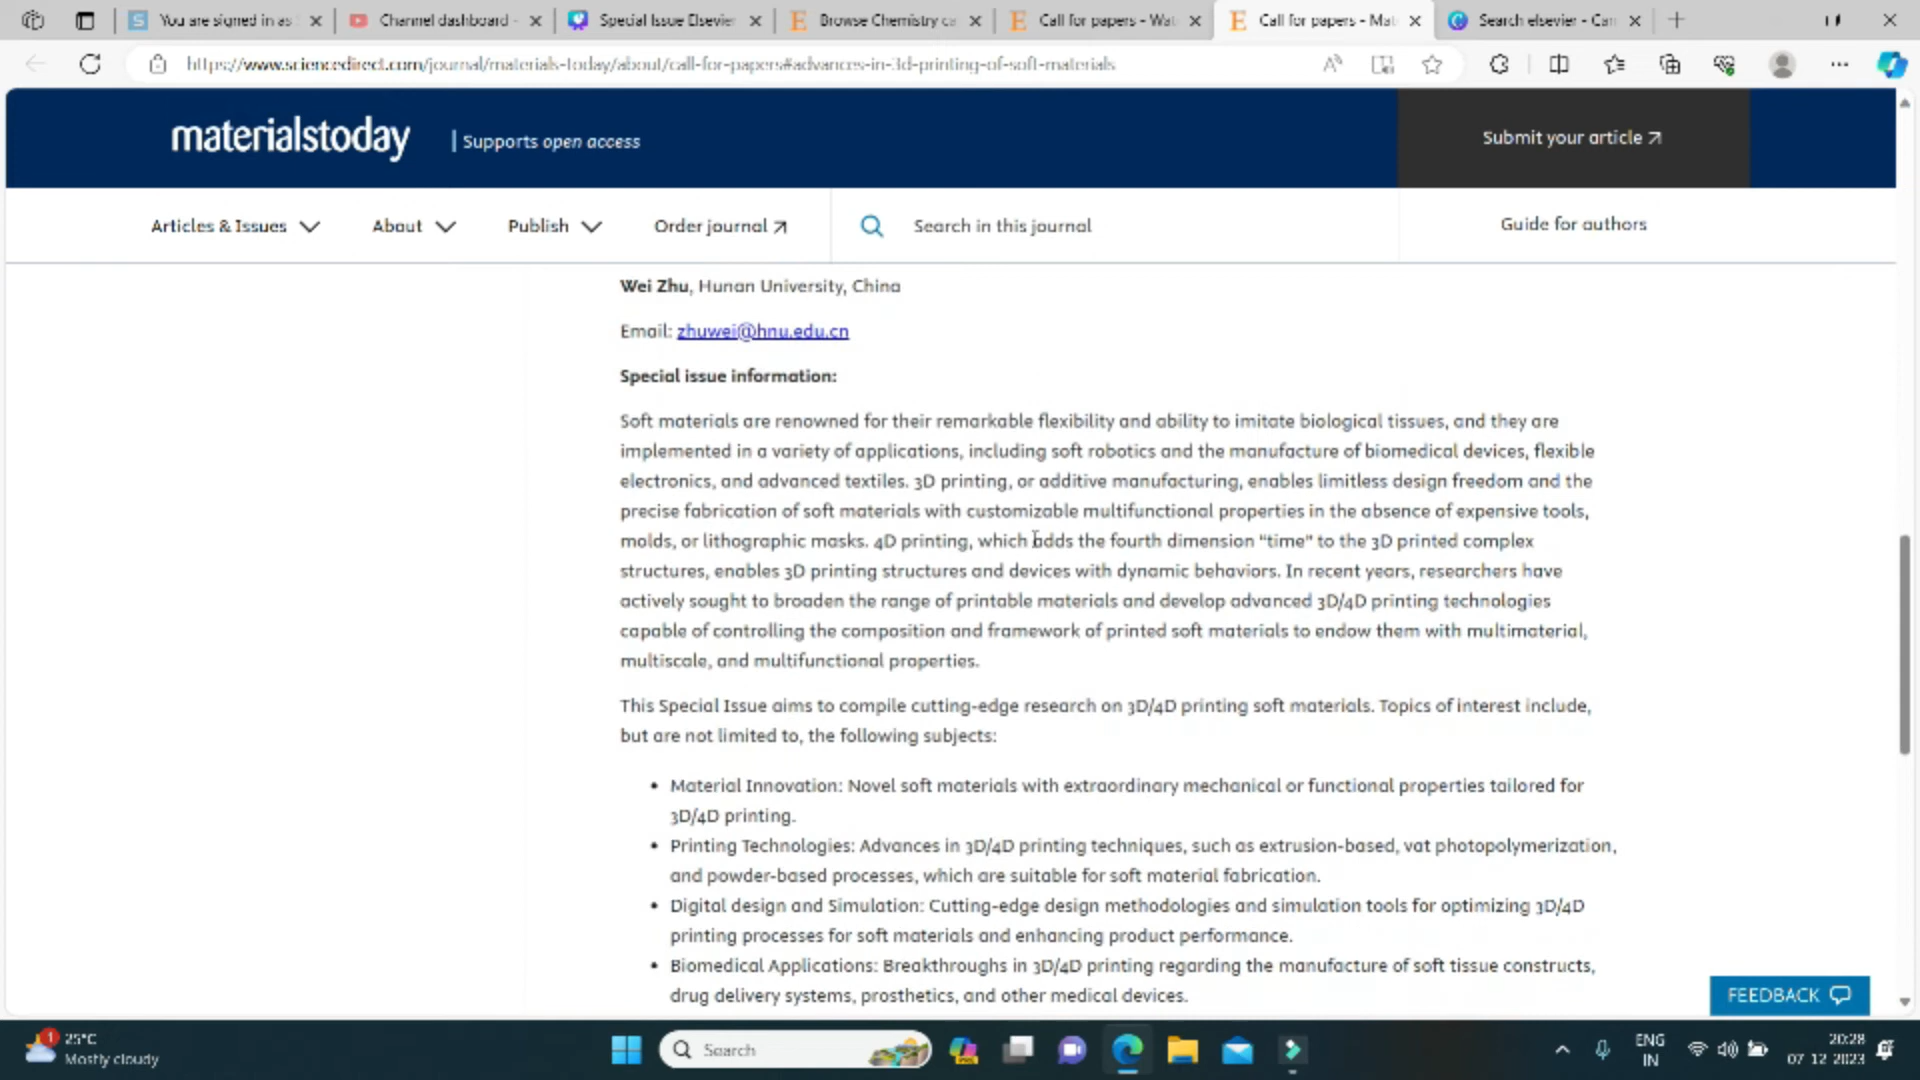 You are signed in as
Channel dashboard -
Special Issue Elsevier
Browse Chemistry ca
Call for papers - Wat
Call for papers - Mat
Search elsevier - Can
https://www.sciencedirect.com/journal/materials-today/about/call-for-papers#advances-in-3d-printing-of-soft-materials
materialstoday
Supports open access
Submit your article
Articles & Issues
About
Publish
Order journal
Search in this journal
Guide for authors
Wei Zhu, Hunan University, China
Email: zhuwei@hnu.edu.cn
Special issue information:
Soft materials are renowned for their remarkable flexibility and ability to imitate biological tissues, and they are
implemented in a variety of applications, including soft robotics and the manufacture of biomedical devices, flexible
electronics, and advanced textiles. 3D printing, or additive manufacturing, enables limitless design freedom and the
precise fabrication of soft materials with customizable multifunctional properties in the absence of expensive tools,
molds, or lithographic masks. 4D printing, which adds the fourth dimension "time" to the 3D printed complex
structures, enables 3D printing structures and devices with dynamic behaviors. In recent years, researchers have
actively sought to broaden the range of printable materials and develop advanced 3D/4D printing technologies
capable of controlling the composition and framework of printed soft materials to endow them with multimaterial,
multiscale, and multifunctional properties.
This Special Issue aims to compile cutting-edge research on 3D/4D printing soft materials. Topics of interest include,
but are not limited to, the following subjects:
• Material Innovation: Novel soft materials with extraordinary mechanical or functional properties tailored for
3D/4D printing.
• Printing Technologies: Advances in 3D/4D printing techniques, such as extrusion-based, vat photopolymerization,
and powder-based processes, which are suitable for soft material fabrication.
• Digital design and Simulation: Cutting-edge design methodologies and simulation tools for optimizing 3D/4D
printing processes for soft materials and enhancing product performance.
• Biomedical Applications: Breakthroughs in 3D/4D printing regarding the manufacture of soft tissue constructs,
drug delivery systems, prosthetics, and other medical devices.
FEEDBACK
1
25°C
Mostly cloudy
Search
ENG
IN
20:28
07-12-2023